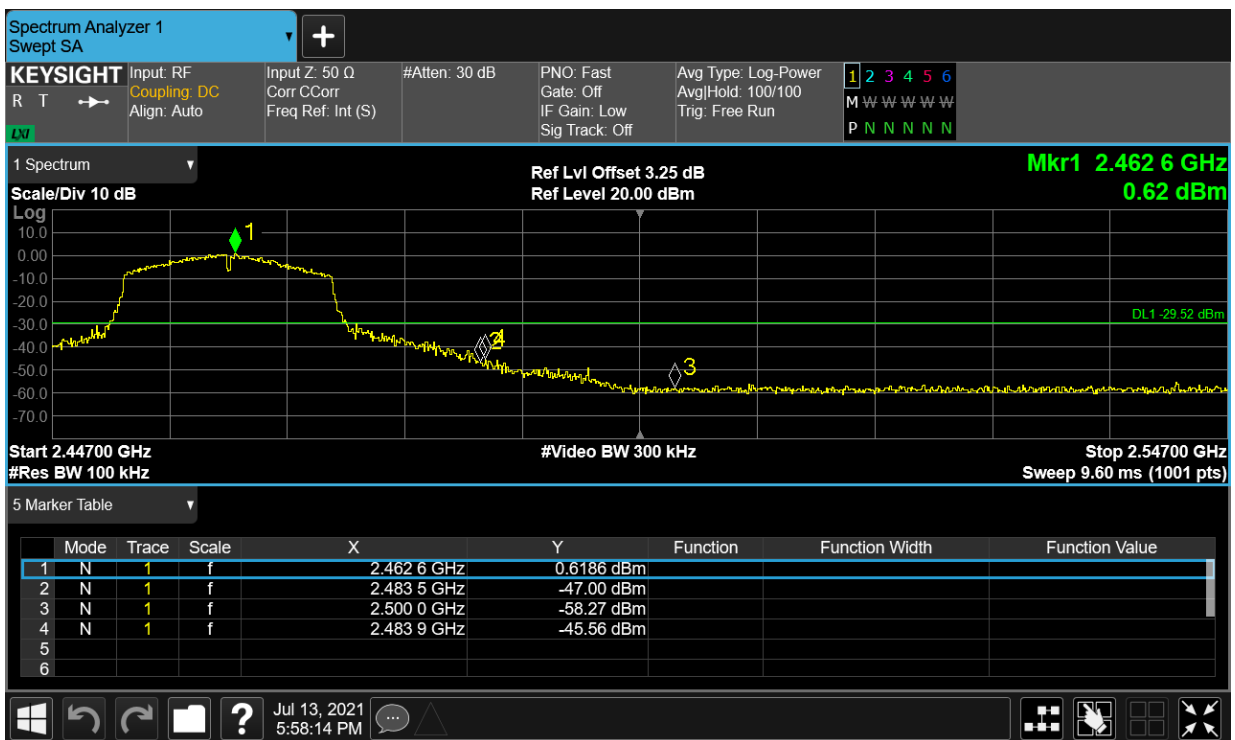 Spectrum Analyzer 1
Swept SA
KEYSIGHT
R T
LXI
Input: RF
Coupling: DC
Align: Auto
Input Z: 50 Ω
Corr CCorr
Freq Ref: Int (S)
#Atten: 30 dB
PNO: Fast
Gate: Off
IF Gain: Low
Sig Track: Off
Avg Type: Log-Power
Avg|Hold: 100/100
Trig: Free Run
1 2 3 4 5 6
M W W W W W
P N N N N N
1 Spectrum
Scale/Div 10 dB
Ref Lvl Offset 3.25 dB
Ref Level 20.00 dBm
Mkr1 2.462 6 GHz
0.62 dBm
Log
10.0
0.00
-10.0
-20.0
-30.0
-40.0
-50.0
-60.0
-70.0
1
2
4
3
DL1 -29.52 dBm
Start 2.44700 GHz
#Video BW 300 kHz
Stop 2.54700 GHz
#Res BW 100 kHz
Sweep 9.60 ms (1001 pts)
5 Marker Table
Mode Trace Scale X Y Function Function Width Function Value
1 N 1 f 2.462 6 GHz 0.6186 dBm
2 N 1 f 2.483 5 GHz -47.00 dBm
3 N 1 f 2.500 0 GHz -58.27 dBm
4 N 1 f 2.483 9 GHz -45.56 dBm
5
6
?
Jul 13, 2021
5:58:14 PM